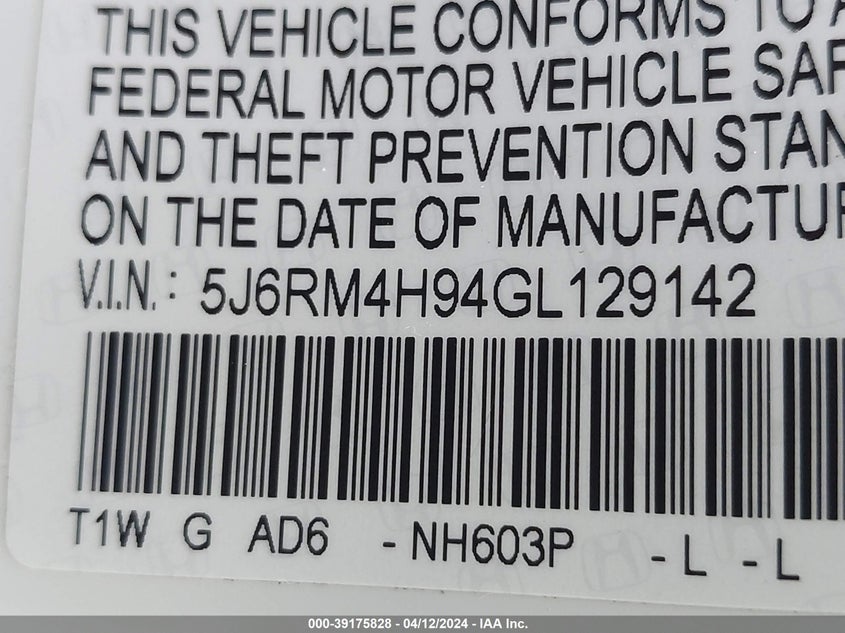 THIS VEHICLE CONFORMS TO A
FEDERAL MOTOR VEHICLE SAF
AND THEFT PREVENTION STAN
ON THE DATE OF MANUFACTUR
V.I.N.: 5J6RM4H94GL129142
T1W G AD6 -NH603P -L -L
000-39175828 - 04/12/2024 - IAA Inc.